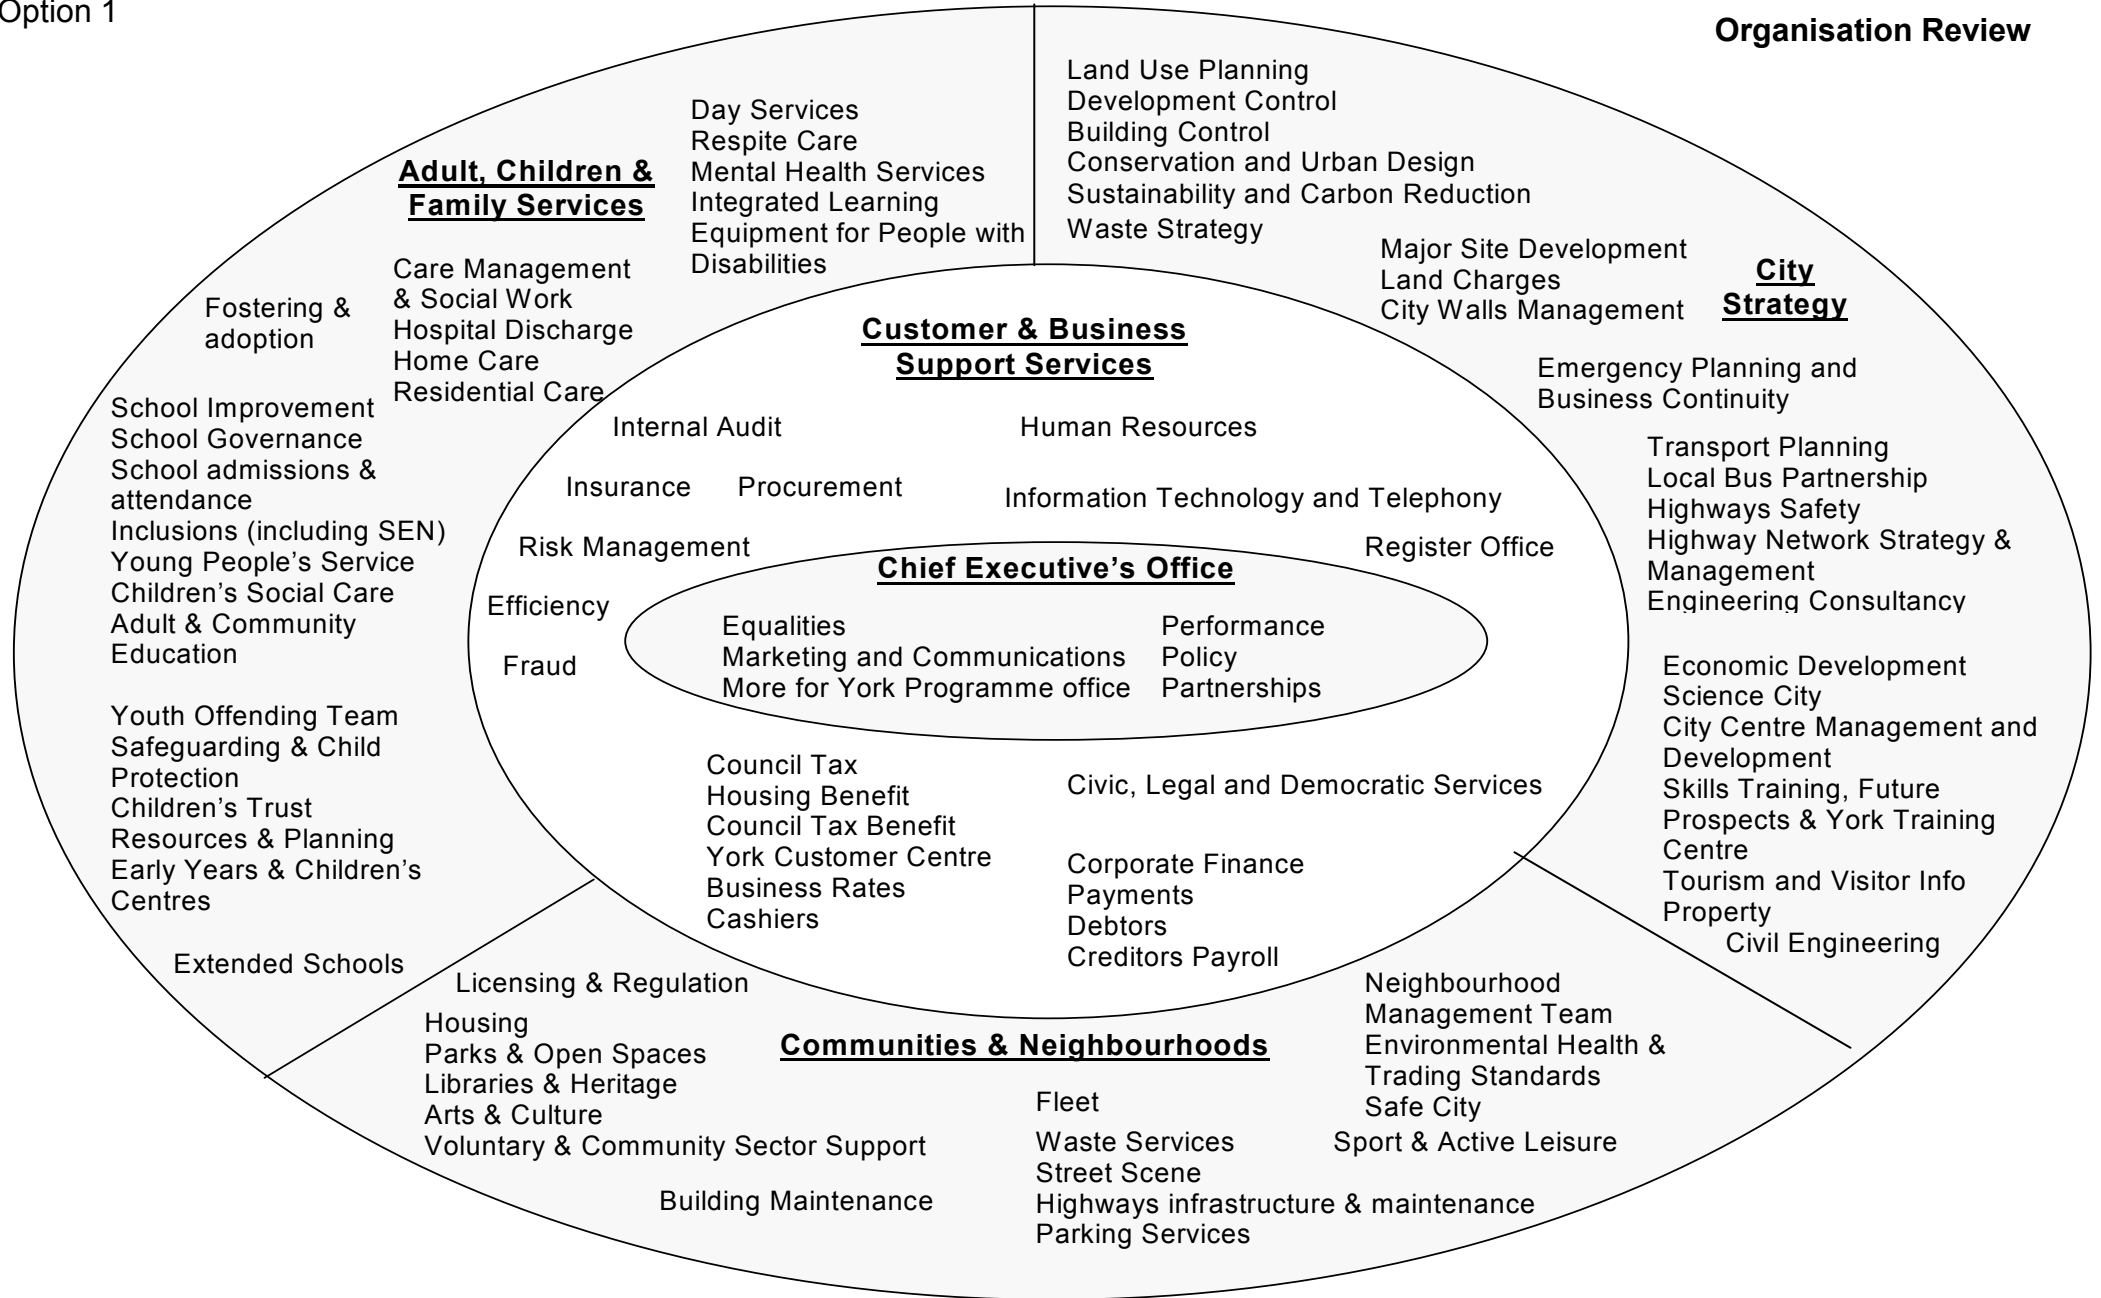 Option 1
Organisation Review
Adult, Children &
Family Services
Day Services
Respite Care
Mental Health Services
Integrated Learning
Equipment for People with
Disabilities
Care Management
& Social Work
Hospital Discharge
Home Care
Residential Care
Fostering &
adoption
School Improvement
School Governance
School admissions &
attendance
Inclusions (including SEN)
Young People’s Service
Children’s Social Care
Adult & Community
Education
Youth Offending Team
Safeguarding & Child
Protection
Children’s Trust
Resources & Planning
Early Years & Children’s
Centres
Extended Schools
Land Use Planning
Development Control
Building Control
Conservation and Urban Design
Sustainability and Carbon Reduction
Waste Strategy
Major Site Development
Land Charges
City Walls Management
City
Strategy
Emergency Planning and
Business Continuity
Transport Planning
Local Bus Partnership
Highways Safety
Highway Network Strategy &
Management
Engineering Consultancy
Economic Development
Science City
City Centre Management and
Development
Skills Training, Future
Prospects & York Training
Centre
Tourism and Visitor Info
Property
Civil Engineering
Customer & Business
Support Services
Internal Audit
Human Resources
Insurance
Procurement
Information Technology and Telephony
Risk Management
Register Office
Efficiency
Fraud
Chief Executive’s Office
Equalities
Marketing and Communications
More for York Programme office
Performance
Policy
Partnerships
Council Tax
Housing Benefit
Council Tax Benefit
York Customer Centre
Business Rates
Cashiers
Civic, Legal and Democratic Services
Corporate Finance
Payments
Debtors
Creditors Payroll
Licensing & Regulation
Housing
Parks & Open Spaces
Libraries & Heritage
Arts & Culture
Voluntary & Community Sector Support
Building Maintenance
Communities & Neighbourhoods
Fleet
Waste Services
Street Scene
Highways infrastructure & maintenance
Parking Services
Neighbourhood
Management Team
Environmental Health &
Trading Standards
Safe City
Sport & Active Leisure